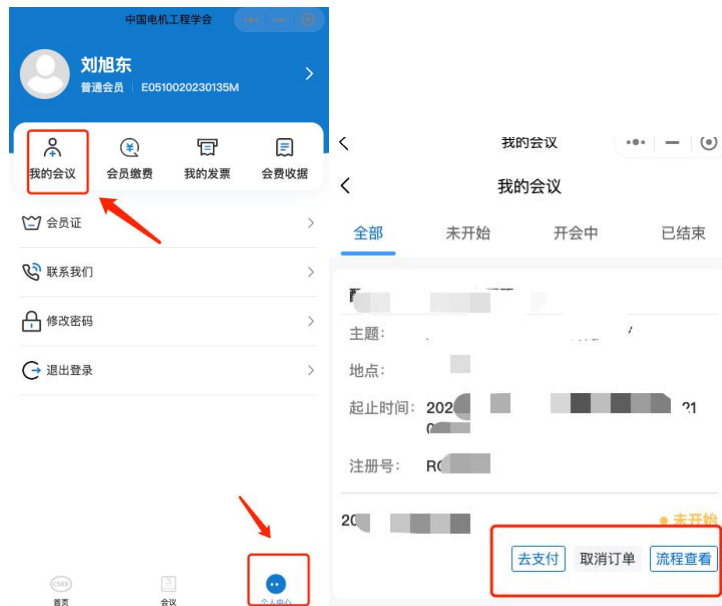 中国电机工程学会
刘旭东
普通会员 E0510020230135M
我的会议 会员缴费 我的发票 会费收据
会员证
联系我们
修改密码
退出登录
CSEE
首页 会议 个人中心
我的会议
我的会议
全部 未开始 开会中 已结束
主题:
地点:
起止时间: 202 21
注册号:
20 未开始
去支付 取消订单 流程查看